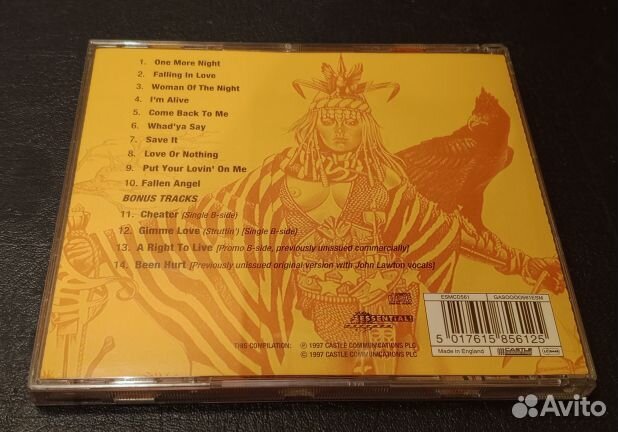 1. One More Night
2. Falling In Love
3. Woman Of The Night
4. I'm Alive
5. Come Back To Me
6. Whad'ya Say
7. Save It
8. Love Or Nothing
9. Put Your Lovin' On Me
10. Fallen Angel
BONUS TRACKS
11. Cheater (Single B-side)
12. Gimme Love (Struttin') [Single B-side]
13. A Right To Live [Promo B-side, previously unissued commercially]
14. Been Hurt [Previously unissued original version with John Lawton vocals]
ESSENTIAL!
THIS COMPILATION: ℗ 1997 CASTLE COMMUNICATIONS PLC
© 1997 CASTLE COMMUNICATIONS PLC
ESMCD561
5 017615 856125
Made in England
CASTLE
Avito